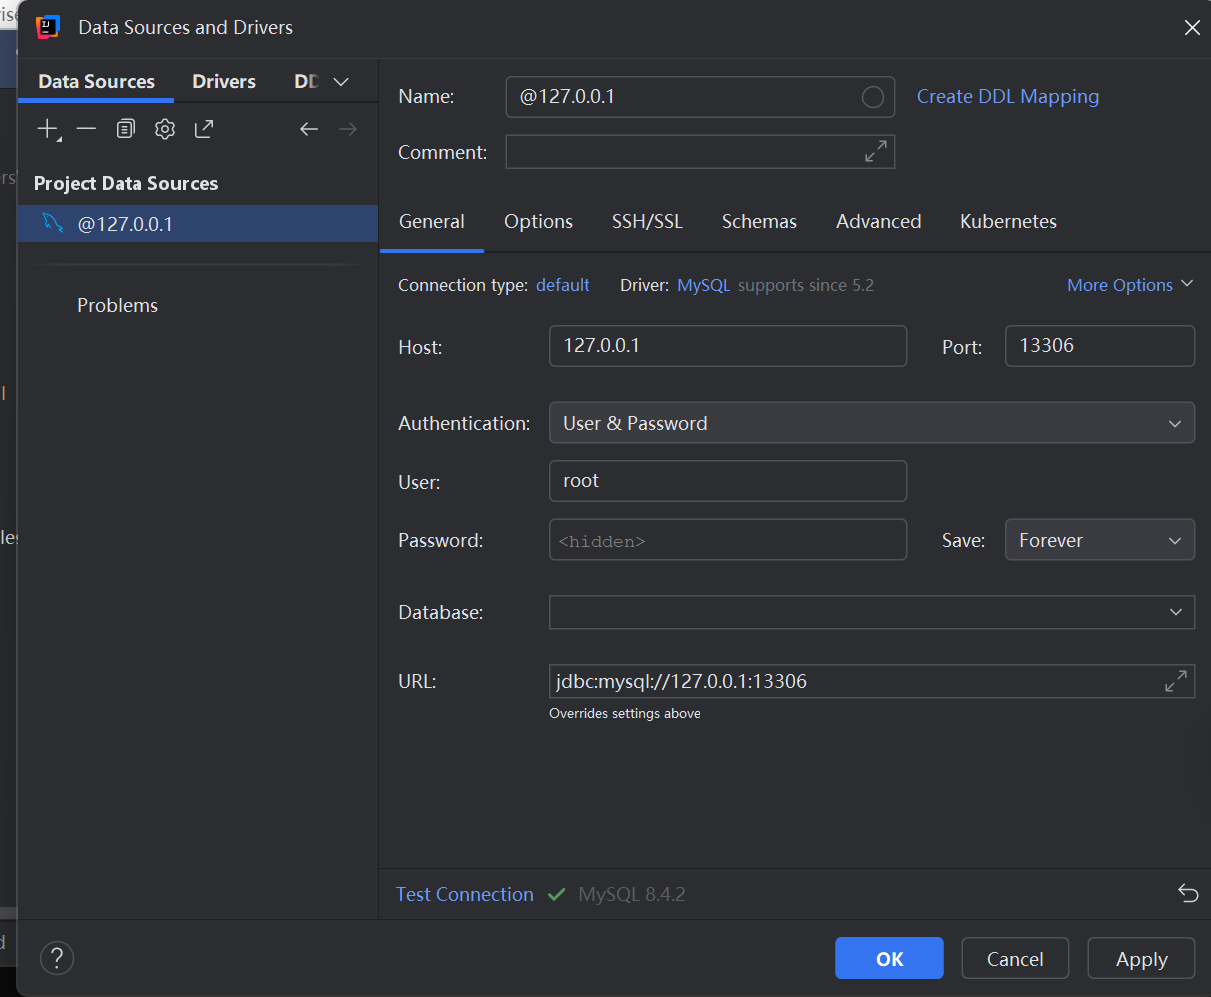 Data Sources and Drivers
Data Sources Drivers DD
Name: @127.0.0.1 Create DDL Mapping
Comment:
Project Data Sources
@127.0.0.1
General Options SSH/SSL Schemas Advanced Kubernetes
Connection type: default Driver: MySQL supports since 5.2 More Options
Problems
Host: 127.0.0.1 Port: 13306
Authentication: User & Password
User: root
Password: <hidden> Save: Forever
Database:
URL: jdbc:mysql://127.0.0.1:13306
Overrides settings above
Test Connection MySQL 8.4.2
? OK Cancel Apply